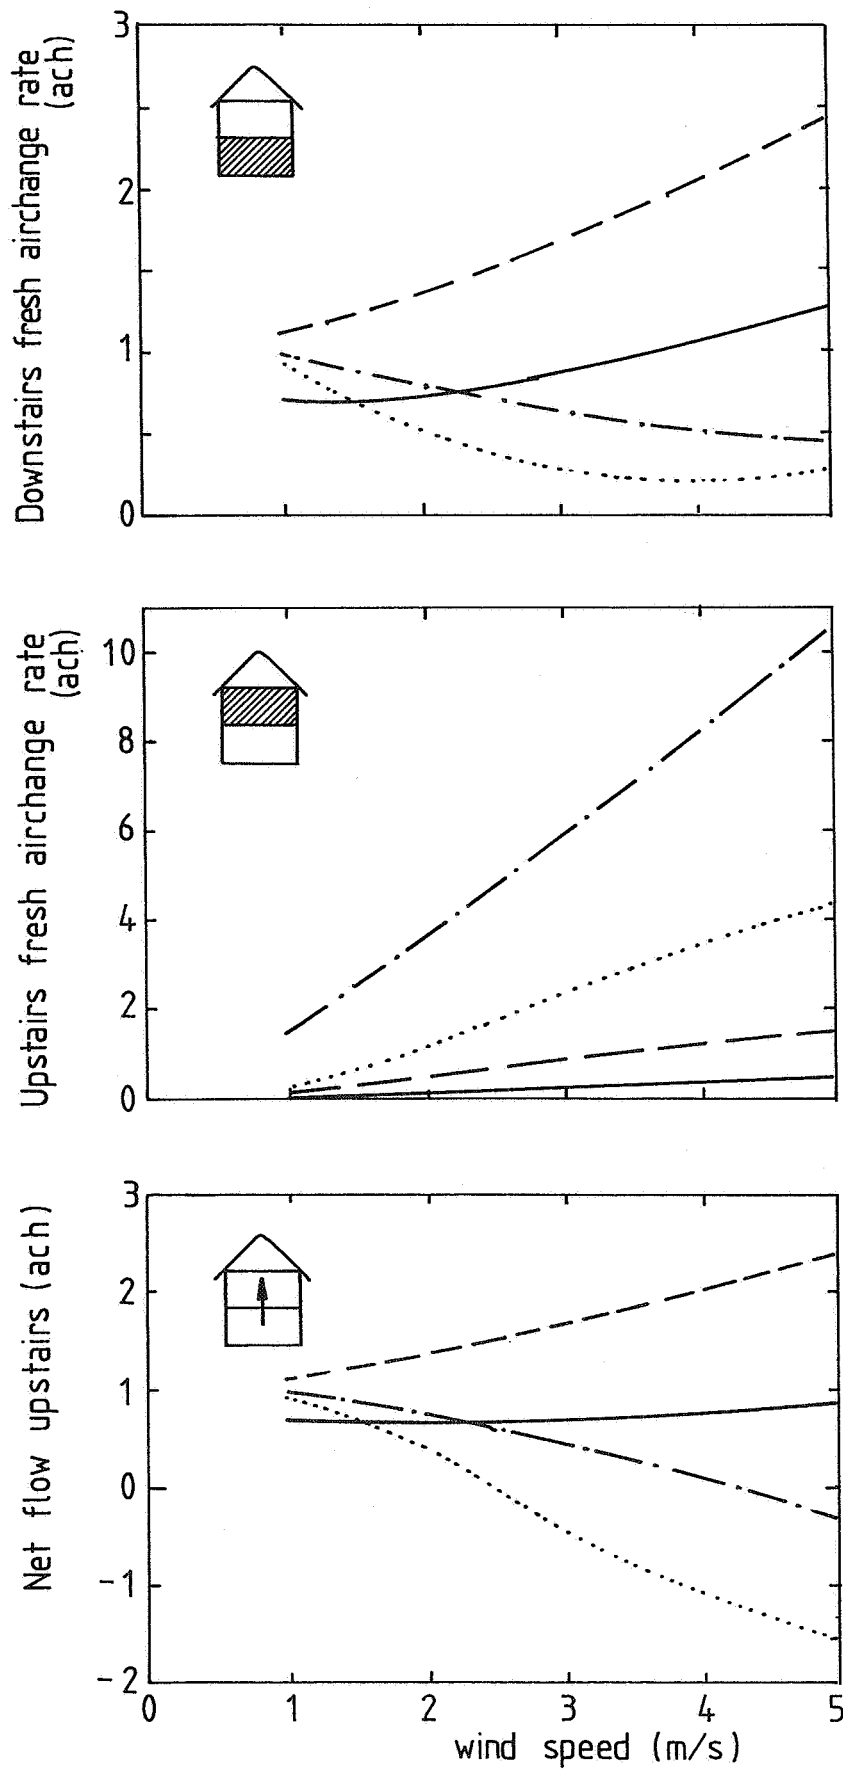 Downstairs fresh airchange rate
(ach)
3
2
1
0
Upstairs fresh airchange rate
(ach)
10
8
6
4
2
0
Net flow upstairs (ach)
3
2
1
0
-1
-2
0 1 2 3 4 5
wind speed (m/s)